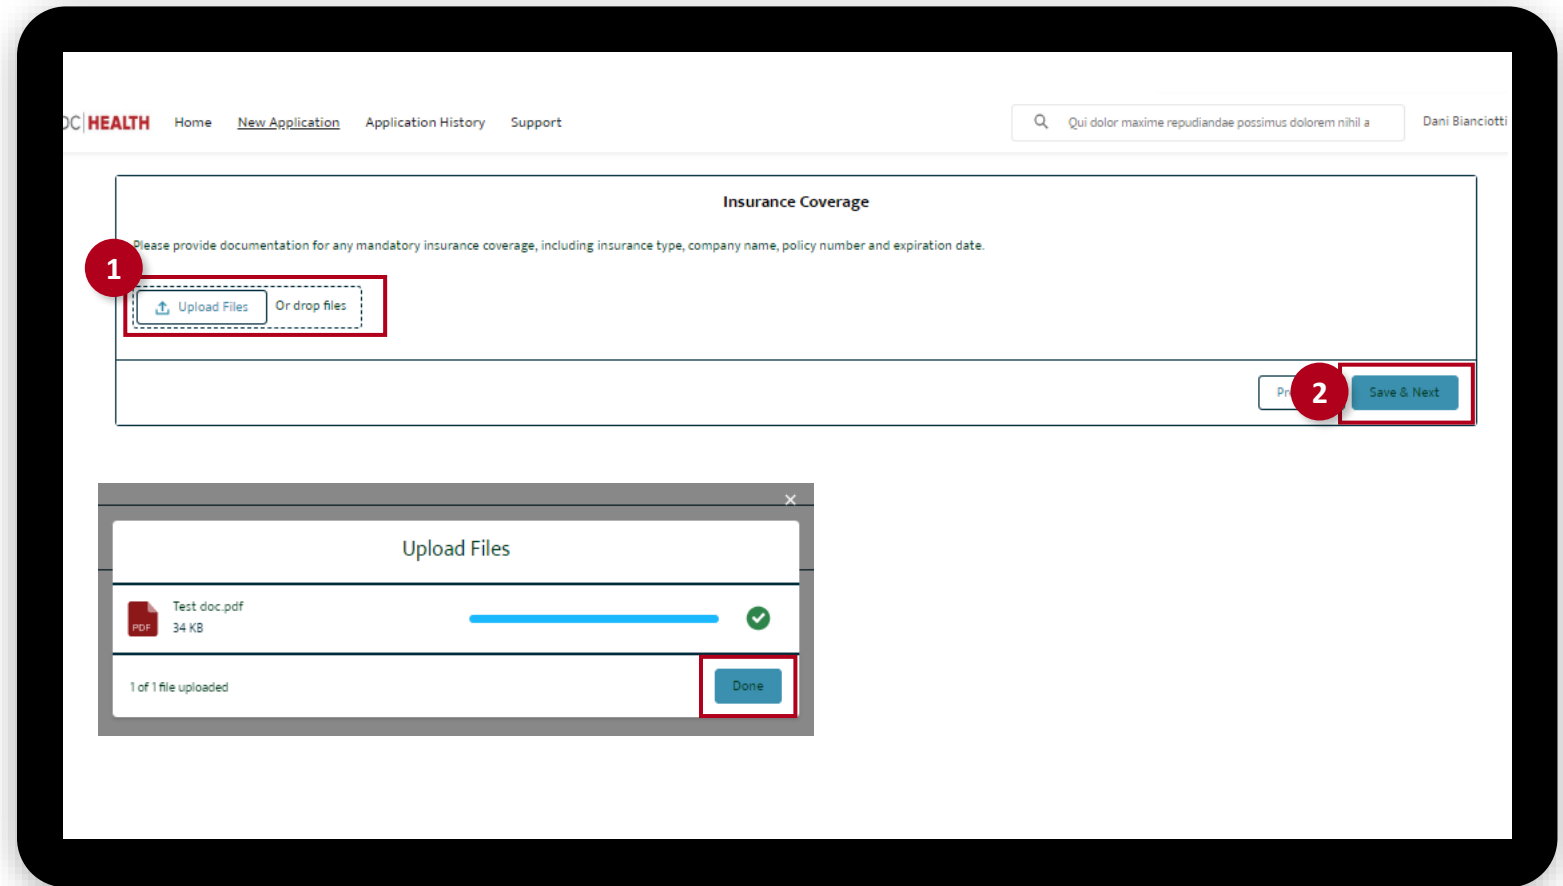 HEALTH Home New Application Application History Support Qui dolor maxime repudiandae possimus dolorem nihil a Dani Bianciotti
Insurance Coverage
Please provide documentation for any mandatory insurance coverage, including insurance type, company name, policy number and expiration date.
1
Upload Files Or drop files
2 Save & Next
Upload Files
Test doc.pdf
PDF 34 KB
1 of 1 file uploaded Done